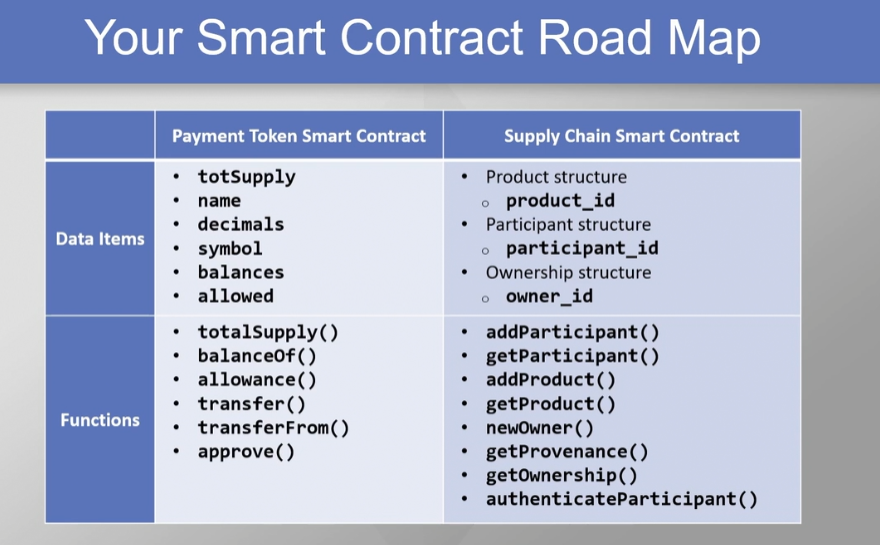 Your Smart Contract Road Map
Payment Token Smart Contract
Supply Chain Smart Contract
Data Items
• totSupply
• name
• decimals
• symbol
• balances
• allowed
• Product structure
o product_id
• Participant structure
o participant_id
• Ownership structure
o owner_id
Functions
• totalSupply()
• balanceOf()
• allowance()
• transfer()
• transferFrom()
• approve()
• addParticipant()
• getParticipant()
• addProduct()
• getProduct()
• newOwner()
• getProvenance()
• getOwnership()
• authenticateParticipant()